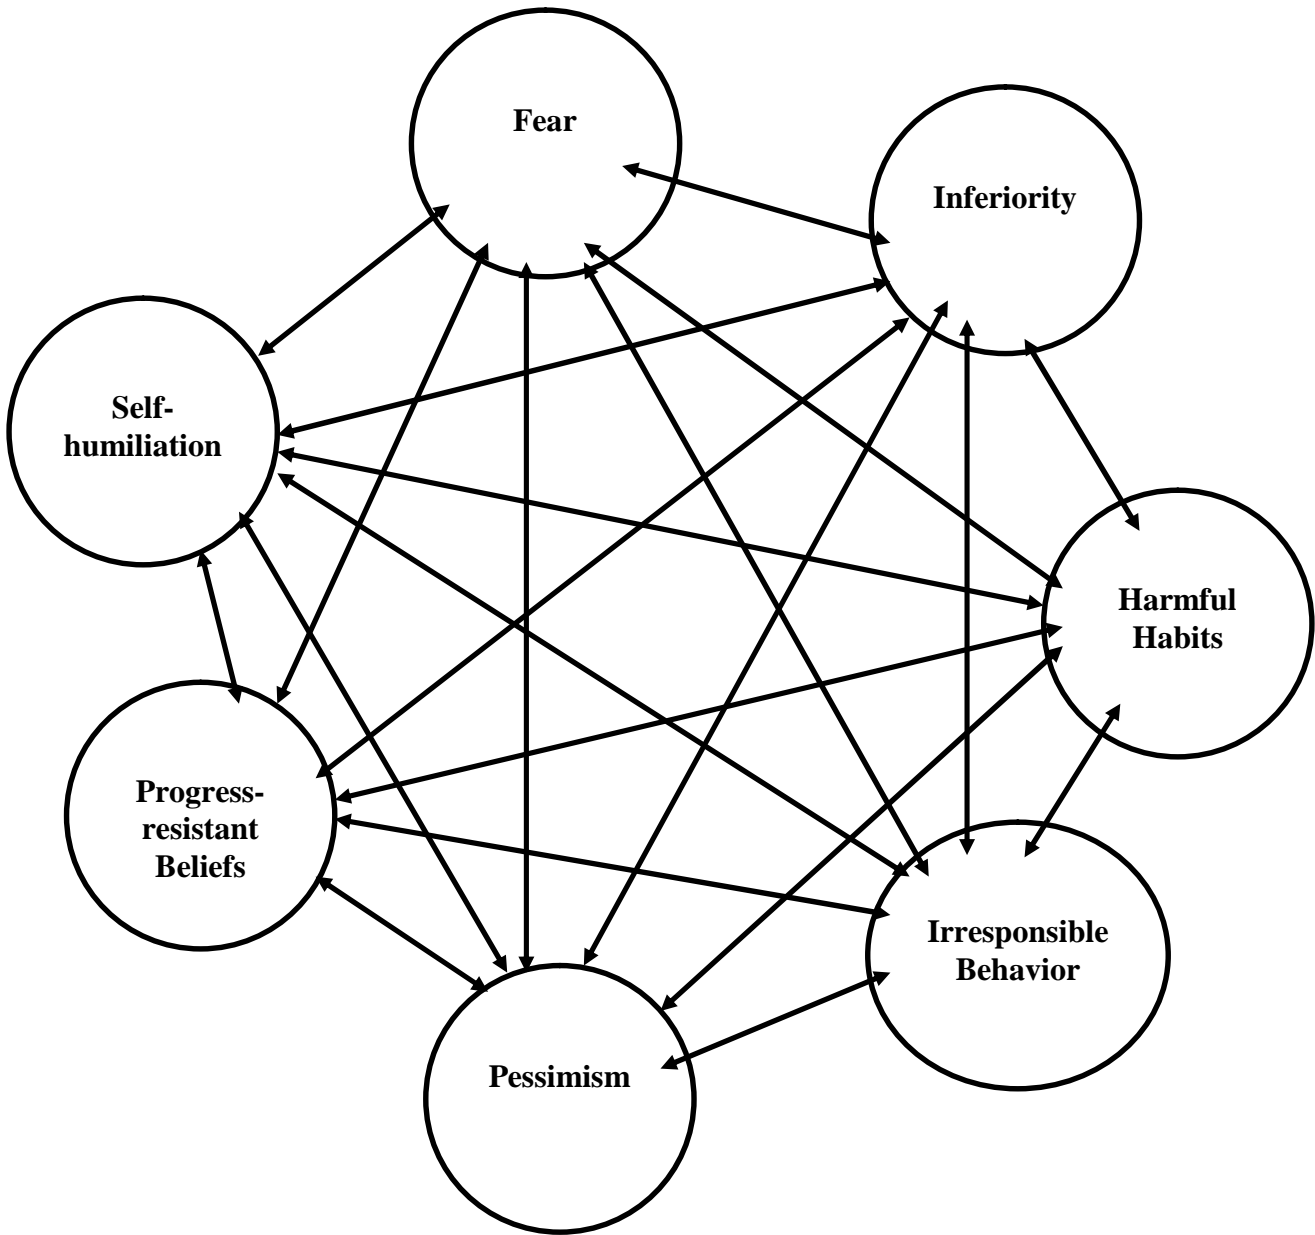 Fear
Inferiority
Self-
humiliation
Harmful
Habits
Progress-
resistant
Beliefs
Irresponsible
Behavior
Pessimism